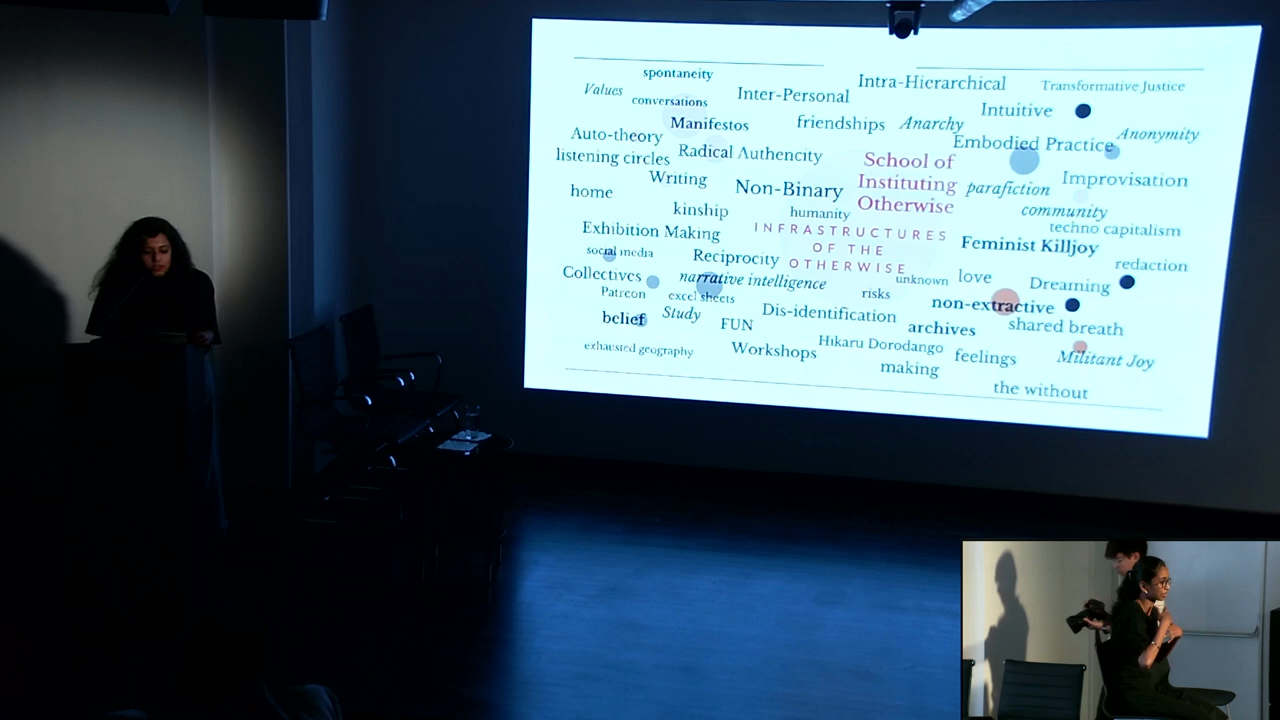 spontaneity
Values
conversations
Inter-Personal
Intra-Hierarchical
Transformative Justice
Manifestos
friendships
Anarchy
Intuitive
Auto-theory
Radical Authencity
Embodied Practice
Anonymity
listening circles
Writing
Non-Binary
School of
Instituting
Otherwise
parafiction
Improvisation
home
kinship
humanity
community
techno capitalism
Exhibition Making
INFRASTRUCTURES
OF THE
OTHERWISE
Feminist Killjoy
social media
Reciprocity
redaction
Collectives
narrative intelligence
unknown
love
Dreaming
Patreon
excel sheets
risks
non-extractive
belief
Study
FUN
Dis-identification
archives
shared breath
exhausted geography
Workshops
Hikaru Dorodango
making
feelings
Militant Joy
the without